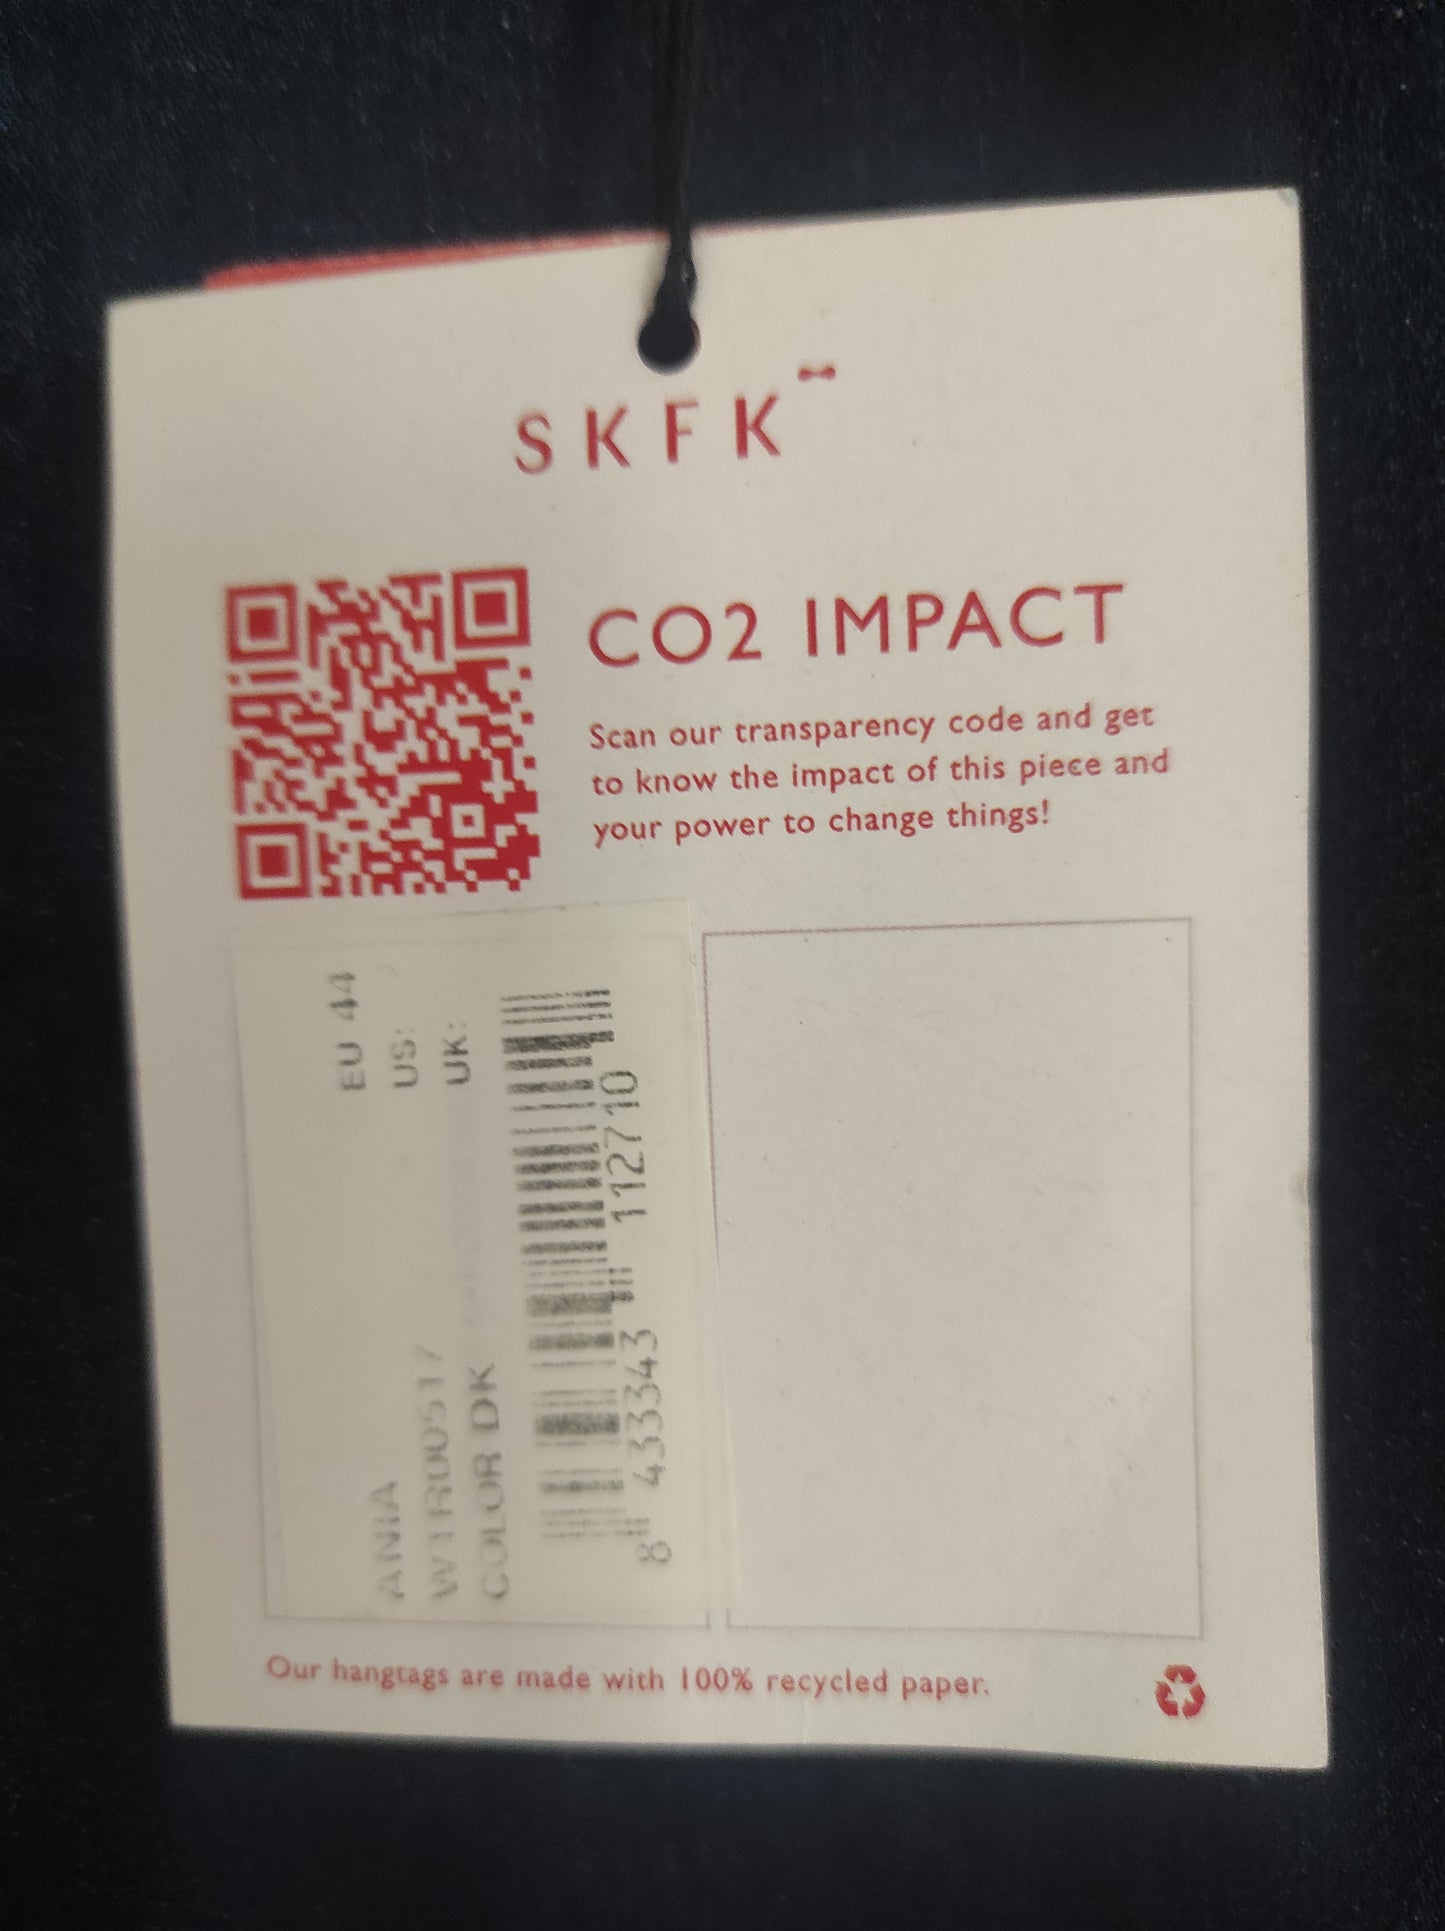 SKFK
CO2 IMPACT
Scan our transparency code and get
to know the impact of this piece and
your power to change things!
EU 44
US:
UK:
ANIA
WTR00517
COLOR DK
8 433343 112710
Our hangtags are made with 100% recycled paper.